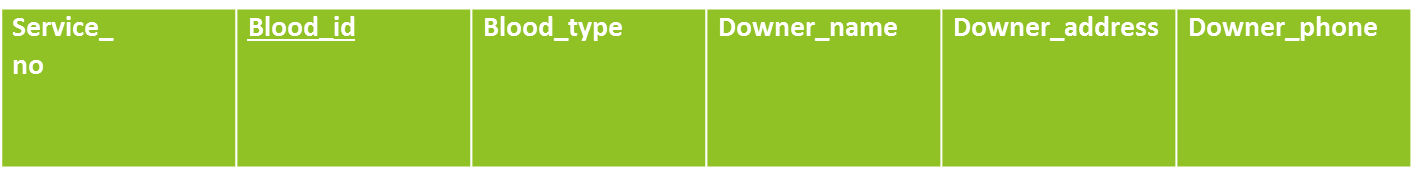 Service_ Blood_id Blood_type Downer_name Downer_address Downer_phone
no